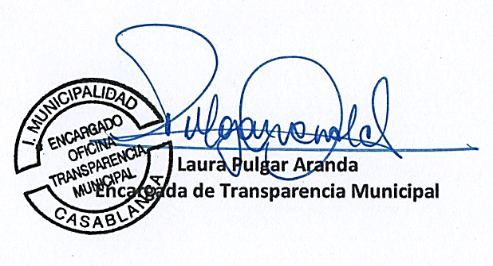 I. MUNICIPALIDAD
ENCARGADO
OFICINA
TRANSPARENCIA
MUNICIPAL
CASABLANCA
Laura Pulgar Aranda
Encargada de Transparencia Municipal